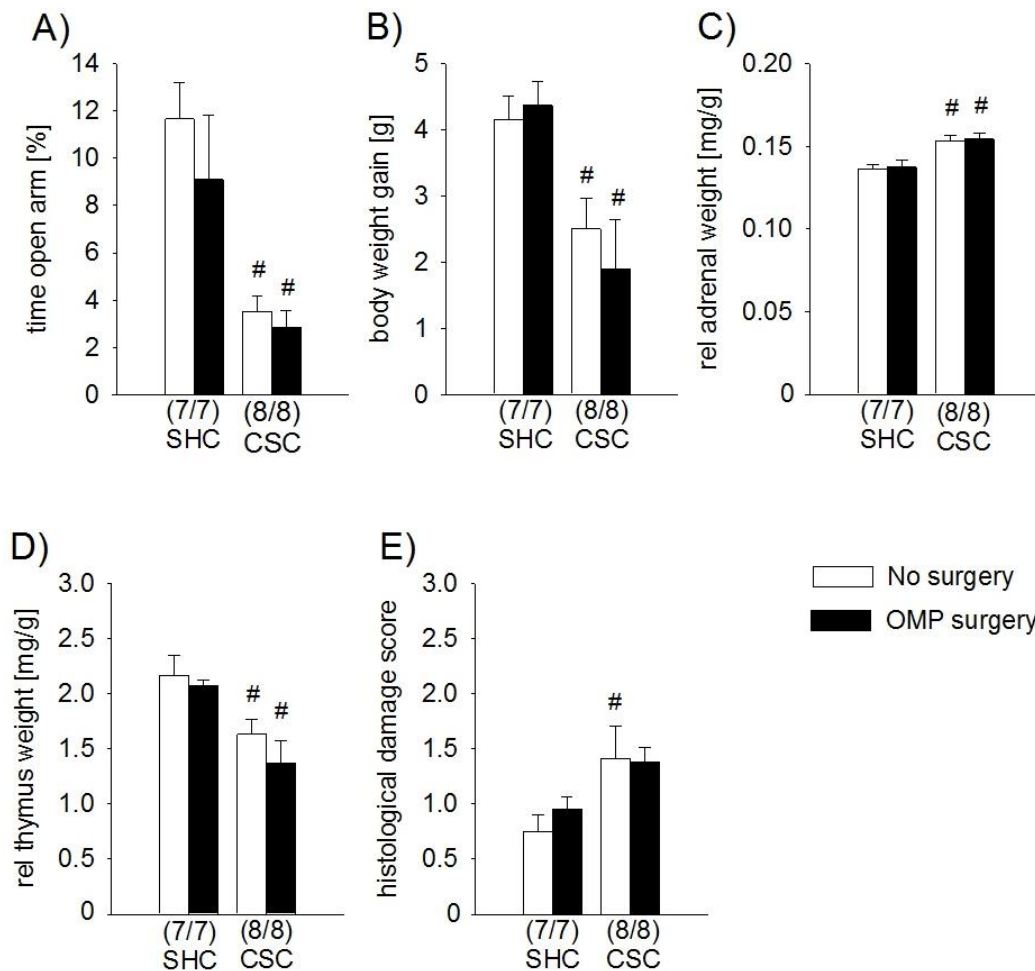 A)
time open arm [%]
14
12
10
8
6
4
2
0
#
#
(7/7)
SHC
(8/8)
CSC
B)
body weight gain [g]
5
4
3
2
1
0
#
#
(7/7)
SHC
(8/8)
CSC
C)
rel adrenal weight [mg/g]
0.20
0.15
0.10
0.05
0
#
#
(7/7)
SHC
(8/8)
CSC
D)
rel thymus weight [mg/g]
3.0
2.5
2.0
1.5
1.0
0.5
0
#
#
(7/7)
SHC
(8/8)
CSC
E)
histological damage score
3.0
2.5
2.0
1.5
1.0
0.5
0
#
(7/7)
SHC
(8/8)
CSC
No surgery
OMP surgery